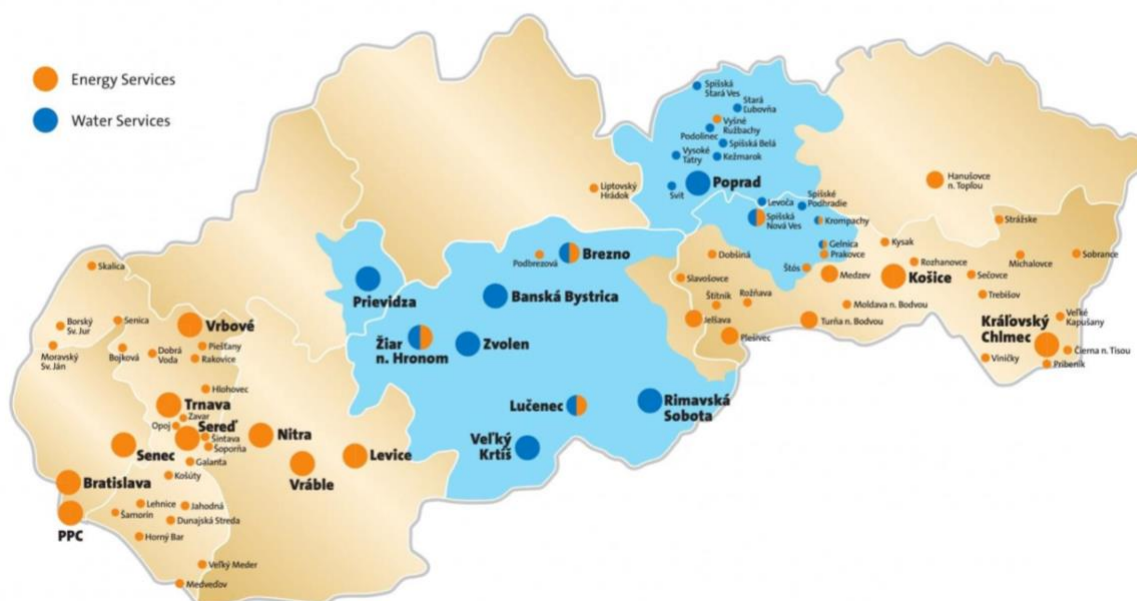 Energy Services
Water Services
Spišská
Stará Ves
Stará
Ľubovňa
Vyšné
Ružbachy
Podolínec
Spišská Belá
Vysoké
Tatry
Kežmarok
Svit
Poprad
Liptovský
Hrádok
Hanušovce
n. Topľou
Levoča
Spišské
Podhradie
Spišská
Nová Ves
Krompachy
Strážske
Gelnica
Prakovce
Kysak
Štós
Medzev
Rozhanovce
Košice
Sečovce
Michalovce
Sobrance
Trebišov
Podbrezová
Brezno
Dobšiná
Slavošovce
Štítnik
Rožňava
Jelšava
Plešivec
Moldava n. Bodvou
Turňa n. Bodvou
Veľké
Kapušany
Kráľovský
Chlmec
Čierna n. Tisou
Viničky
Pribeník
Prievidza
Banská Bystrica
Žiar
n. Hronom
Zvolen
Lučenec
Rimavská
Sobota
Veľký
Krtíš
Skalica
Borský
Sv. Jur
Senica
Moravský
Sv. Ján
Bojková
Dobrá
Voda
Vrbové
Piešťany
Rakovice
Hlohovec
Trnava
Zavar
Opoj
Sereď
Šintava
Šoporňa
Nitra
Levice
Vráble
Senec
Galanta
Košúty
Bratislava
PPC
Lehnice
Jahodná
Šamorín
Dunajská Streda
Horný Bar
Veľký Meder
Medveďov